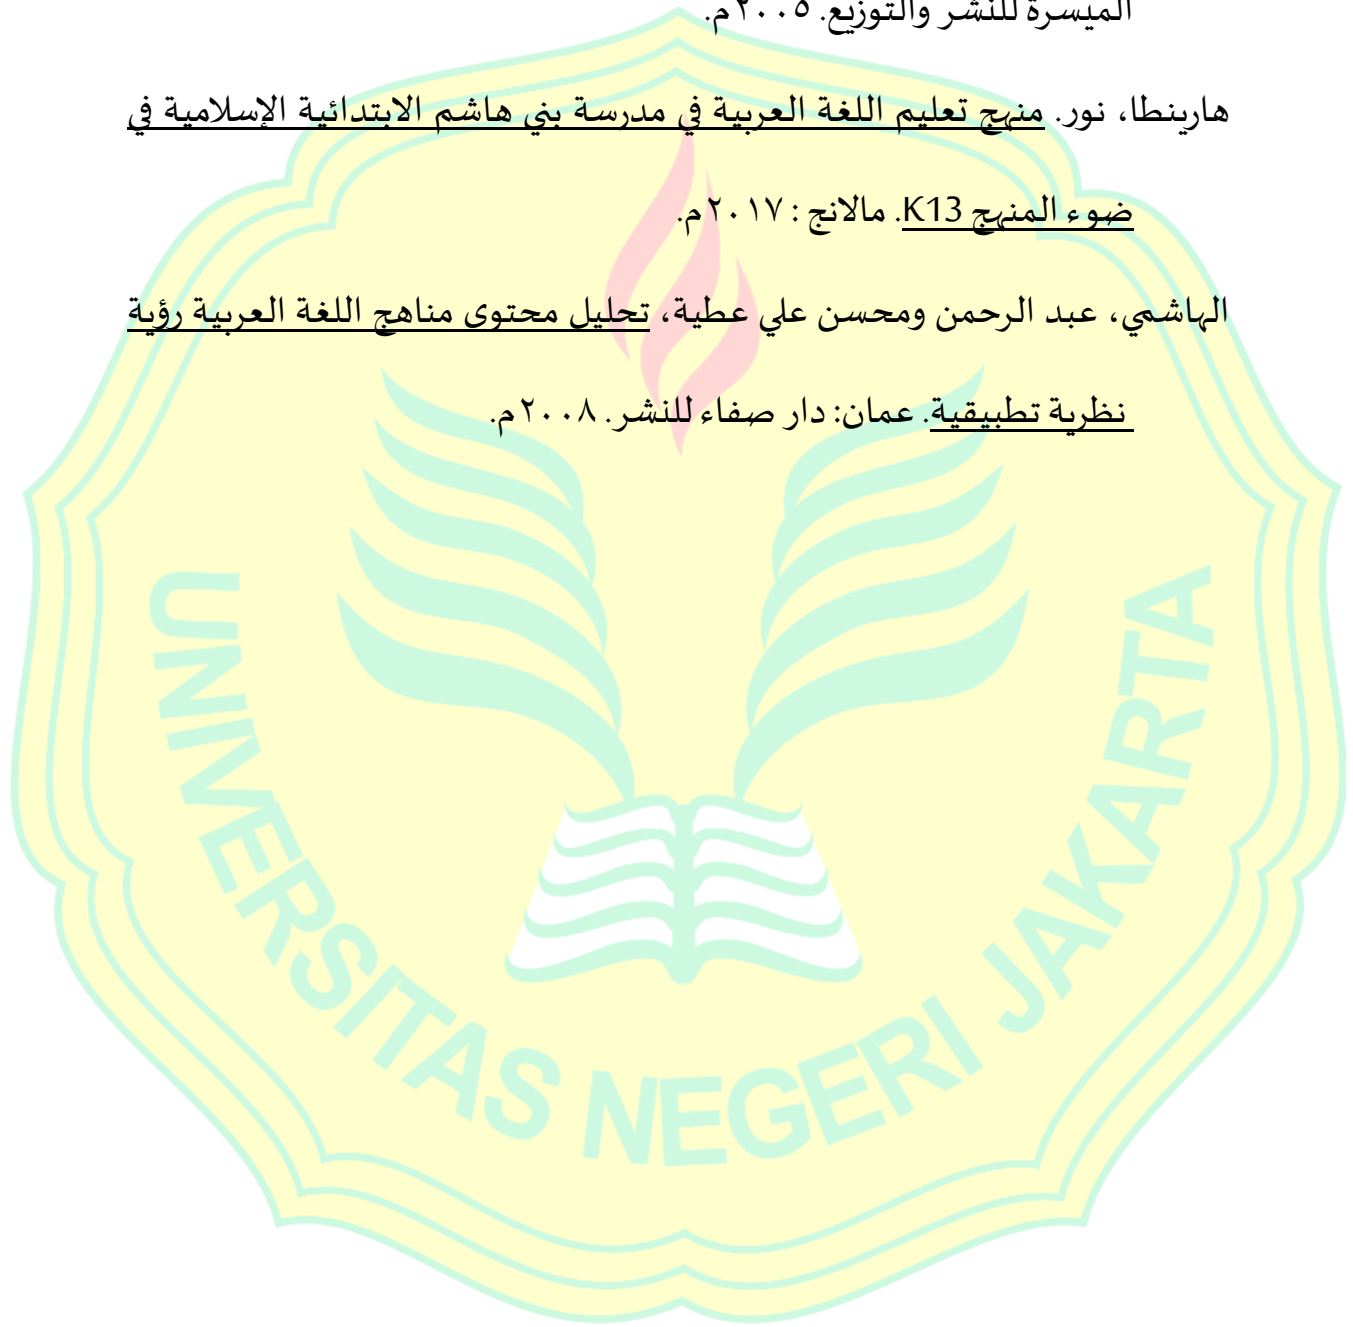 الميسرة للنشر والتوزيع. ٢٠٠٥م.
هارينطا، نور. منهج تعليم اللغة العربية في مدرسة بني هاشم الابتدائية الإسلامية في
ضوء المنهج K13. مالانج : ٢٠١٧م.
الهاشمي، عبد الرحمن ومحسن علي عطية، تحليل محتوى مناهج اللغة العربية رؤية
نظرية تطبيقية. عمان: دار صفاء للنشر. ٢٠٠٨م.
UNIVERSITAS NEGERI JAKARTA